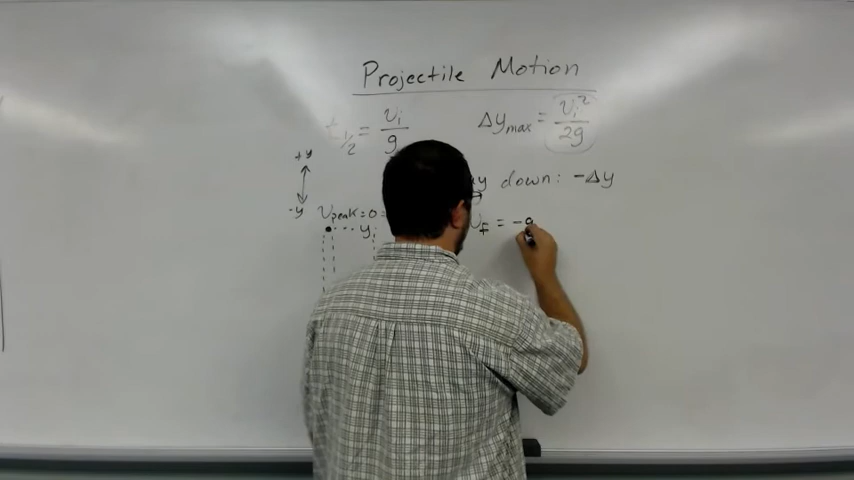 Projectile Motion
t1/2 = vi/g
Δymax = vi²/2g
+y
down: -Δy
-y
vpeak = 0 =
vf = -g
y